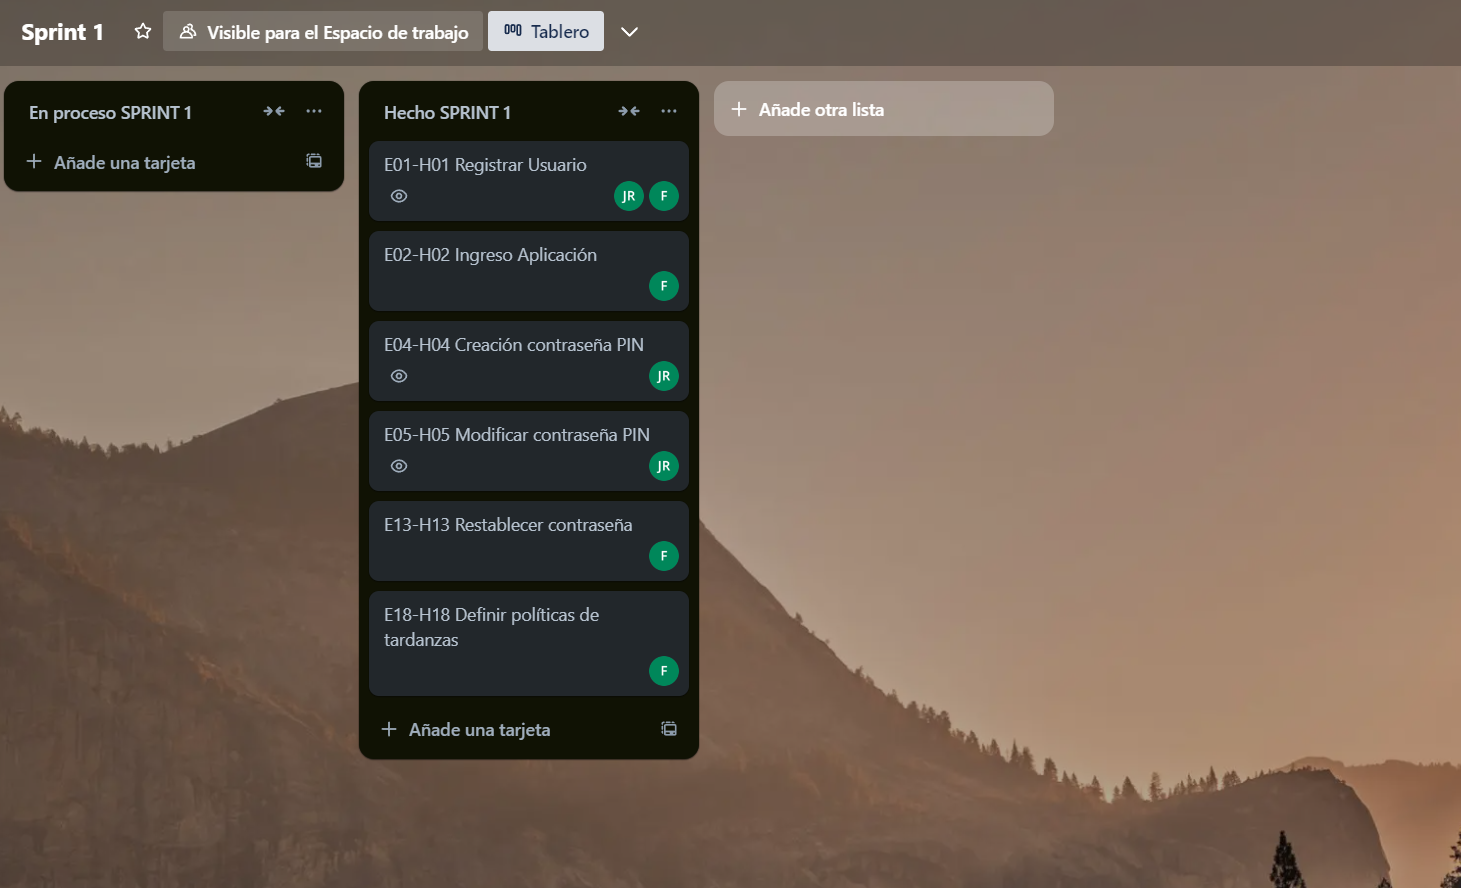 Sprint 1
Visible para el Espacio de trabajo
Tablero
En proceso SPRINT 1
Añade una tarjeta
Hecho SPRINT 1
E01-H01 Registrar Usuario
JR
F
E02-H02 Ingreso Aplicación
F
E04-H04 Creación contraseña PIN
JR
E05-H05 Modificar contraseña PIN
JR
E13-H13 Restablecer contraseña
F
E18-H18 Definir políticas de
tardanzas
F
Añade una tarjeta
Añade otra lista